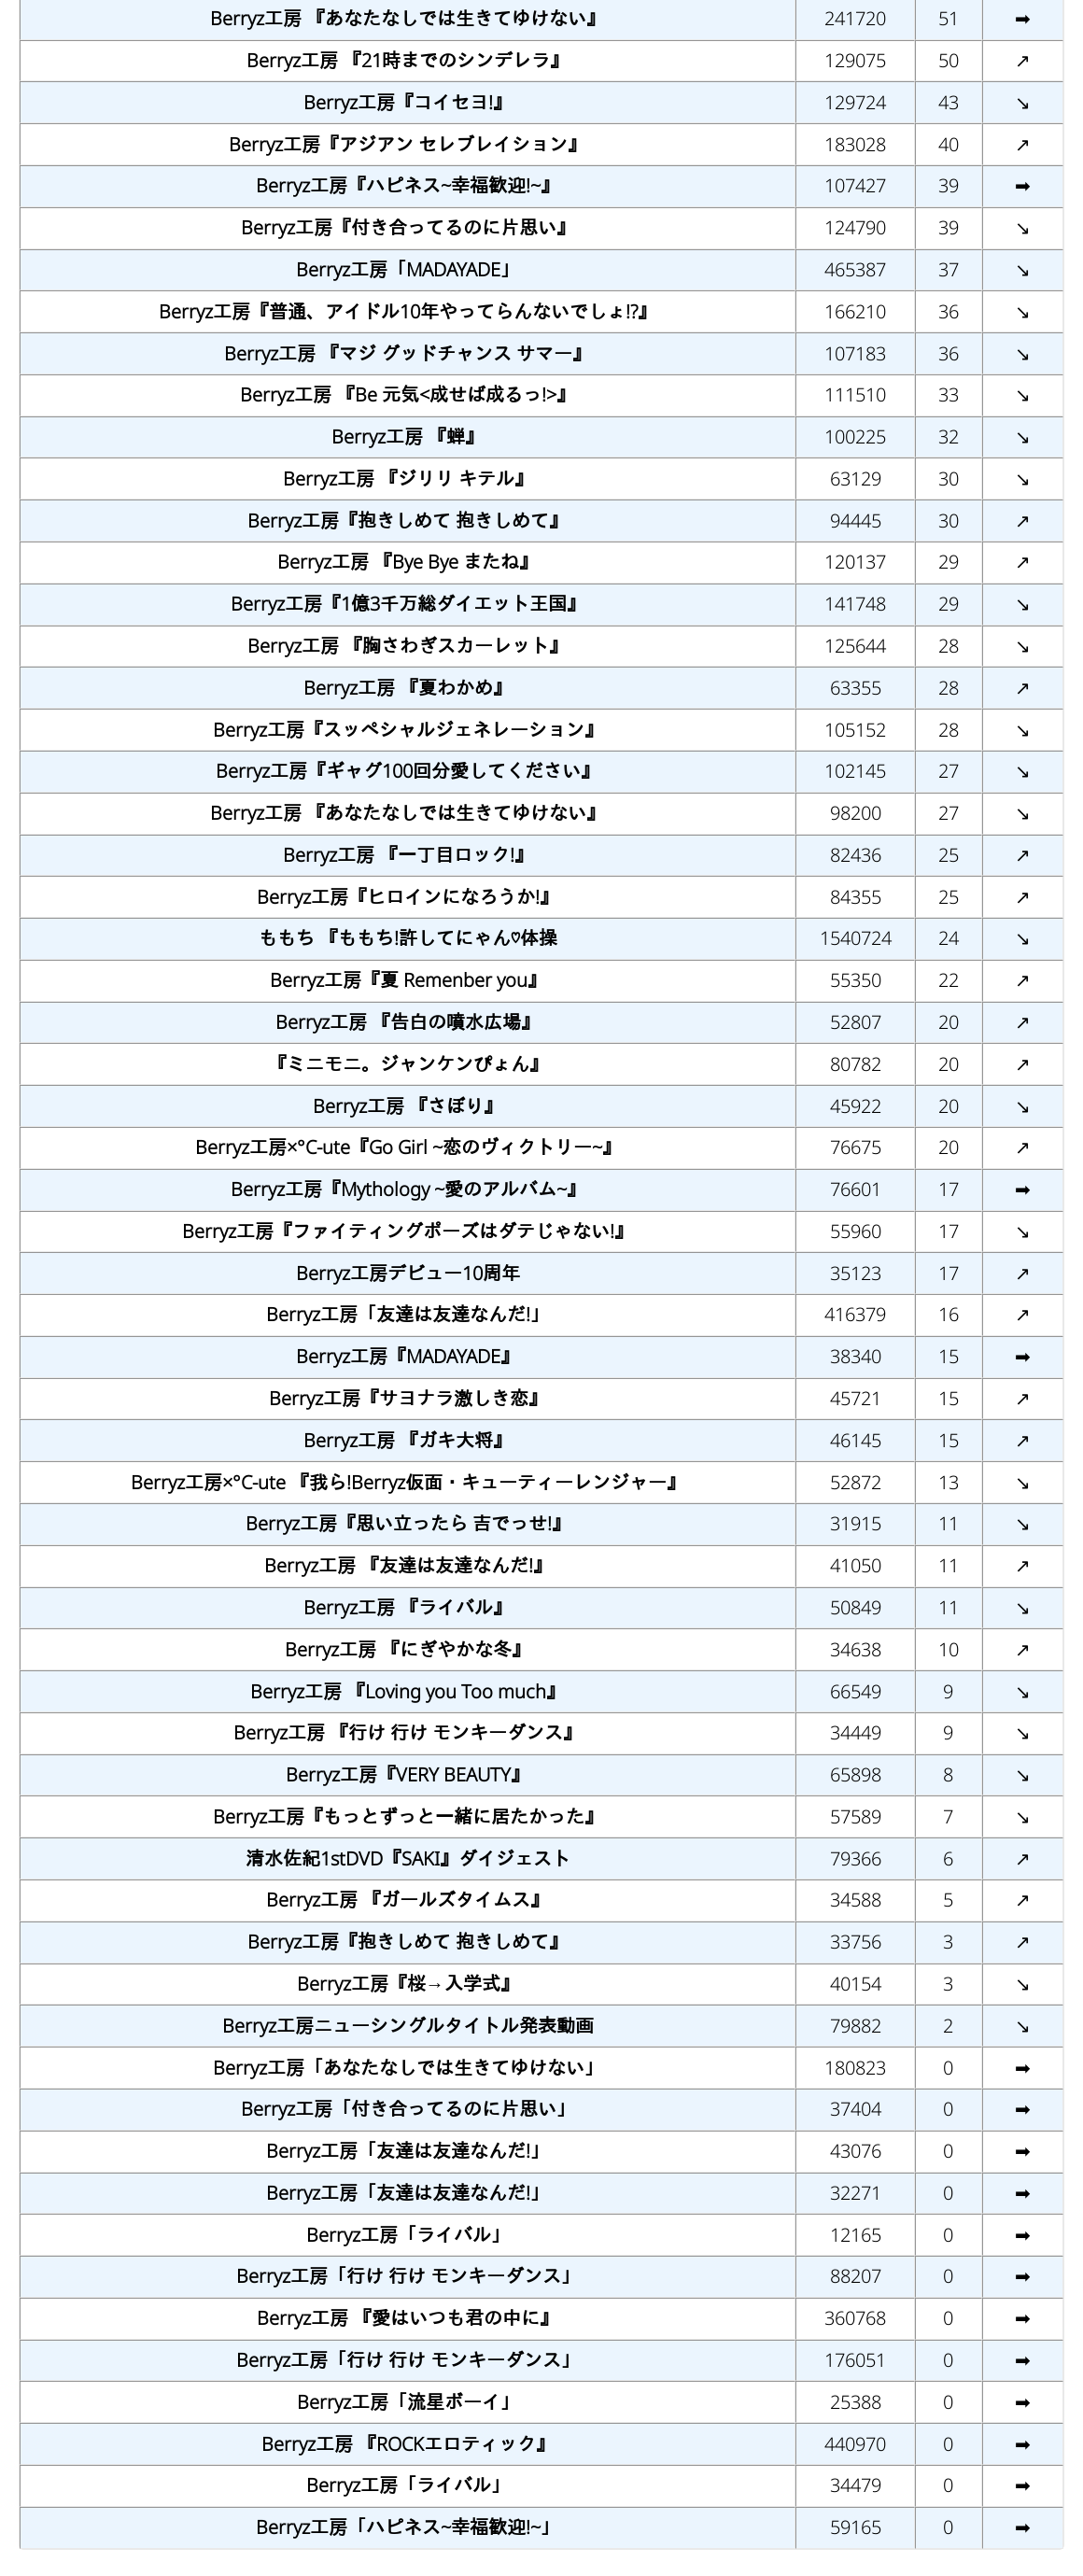 Berryz工房 『あなたなしでは生きてゆけない』 241720 51 ➡
Berryz工房 『21時までのシンデレラ』 129075 50 ↗
Berryz工房『コイセヨ!』 129724 43 ↘
Berryz工房『アジアン セレブレイション』 183028 40 ↗
Berryz工房『ハピネス~幸福歓迎!~』 107427 39 ➡
Berryz工房『付き合ってるのに片思い』 124790 39 ↘
Berryz工房「MADAYADE」 465387 37 ↘
Berryz工房『普通、アイドル10年やってらんないでしょ!?』 166210 36 ↘
Berryz工房 『マジ グッドチャンス サマー』 107183 36 ↘
Berryz工房 『Be 元気<成せば成るっ!>』 111510 33 ↘
Berryz工房 『蝉』 100225 32 ↘
Berryz工房 『ジリリ キテル』 63129 30 ↘
Berryz工房『抱きしめて 抱きしめて』 94445 30 ↗
Berryz工房 『Bye Bye またね』 120137 29 ↗
Berryz工房『1億3千万総ダイエット王国』 141748 29 ↘
Berryz工房 『胸さわぎスカーレット』 125644 28 ↘
Berryz工房 『夏わかめ』 63355 28 ↗
Berryz工房『スッペシャルジェネレーション』 105152 28 ↘
Berryz工房『ギャグ100回分愛してください』 102145 27 ↘
Berryz工房 『あなたなしでは生きてゆけない』 98200 27 ↘
Berryz工房 『一丁目ロック!』 82436 25 ↗
Berryz工房『ヒロインになろうか!』 84355 25 ↗
ももち 『ももち!許してにゃん♡体操 1540724 24 ↘
Berryz工房『夏 Remenber you』 55350 22 ↗
Berryz工房 『告白の噴水広場』 52807 20 ↗
『ミニモニ。ジャンケンぴょん』 80782 20 ↗
Berryz工房 『さぼり』 45922 20 ↘
Berryz工房×°C-ute『Go Girl ~恋のヴィクトリー~』 76675 20 ↗
Berryz工房『Mythology ~愛のアルバム~』 76601 17 ➡
Berryz工房『ファイティングポーズはダテじゃない!』 55960 17 ↘
Berryz工房デビュー10周年 35123 17 ↗
Berryz工房「友達は友達なんだ!」 416379 16 ↗
Berryz工房『MADAYADE』 38340 15 ➡
Berryz工房『サヨナラ激しき恋』 45721 15 ↗
Berryz工房 『ガキ大将』 46145 15 ↗
Berryz工房×°C-ute 『我ら!Berryz仮面・キューティーレンジャー』 52872 13 ↘
Berryz工房『思い立ったら 吉でっせ!』 31915 11 ↘
Berryz工房 『友達は友達なんだ!』 41050 11 ↗
Berryz工房 『ライバル』 50849 11 ↘
Berryz工房 『にぎやかな冬』 34638 10 ↗
Berryz工房 『Loving you Too much』 66549 9 ↘
Berryz工房 『行け 行け モンキーダンス』 34449 9 ↘
Berryz工房『VERY BEAUTY』 65898 8 ↘
Berryz工房『もっとずっと一緒に居たかった』 57589 7 ↘
清水佐紀1stDVD『SAKI』ダイジェスト 79366 6 ↗
Berryz工房 『ガールズタイムス』 34588 5 ↗
Berryz工房『抱きしめて 抱きしめて』 33756 3 ↗
Berryz工房『桜→入学式』 40154 3 ↘
Berryz工房ニューシングルタイトル発表動画 79882 2 ↘
Berryz工房「あなたなしでは生きてゆけない」 180823 0 ➡
Berryz工房「付き合ってるのに片思い」 37404 0 ➡
Berryz工房「友達は友達なんだ!」 43076 0 ➡
Berryz工房「友達は友達なんだ!」 32271 0 ➡
Berryz工房「ライバル」 12165 0 ➡
Berryz工房「行け 行け モンキーダンス」 88207 0 ➡
Berryz工房 『愛はいつも君の中に』 360768 0 ➡
Berryz工房「行け 行け モンキーダンス」 176051 0 ➡
Berryz工房「流星ボーイ」 25388 0 ➡
Berryz工房 『ROCKエロティック』 440970 0 ➡
Berryz工房「ライバル」 34479 0 ➡
Berryz工房「ハピネス~幸福歓迎!~」 59165 0 ➡